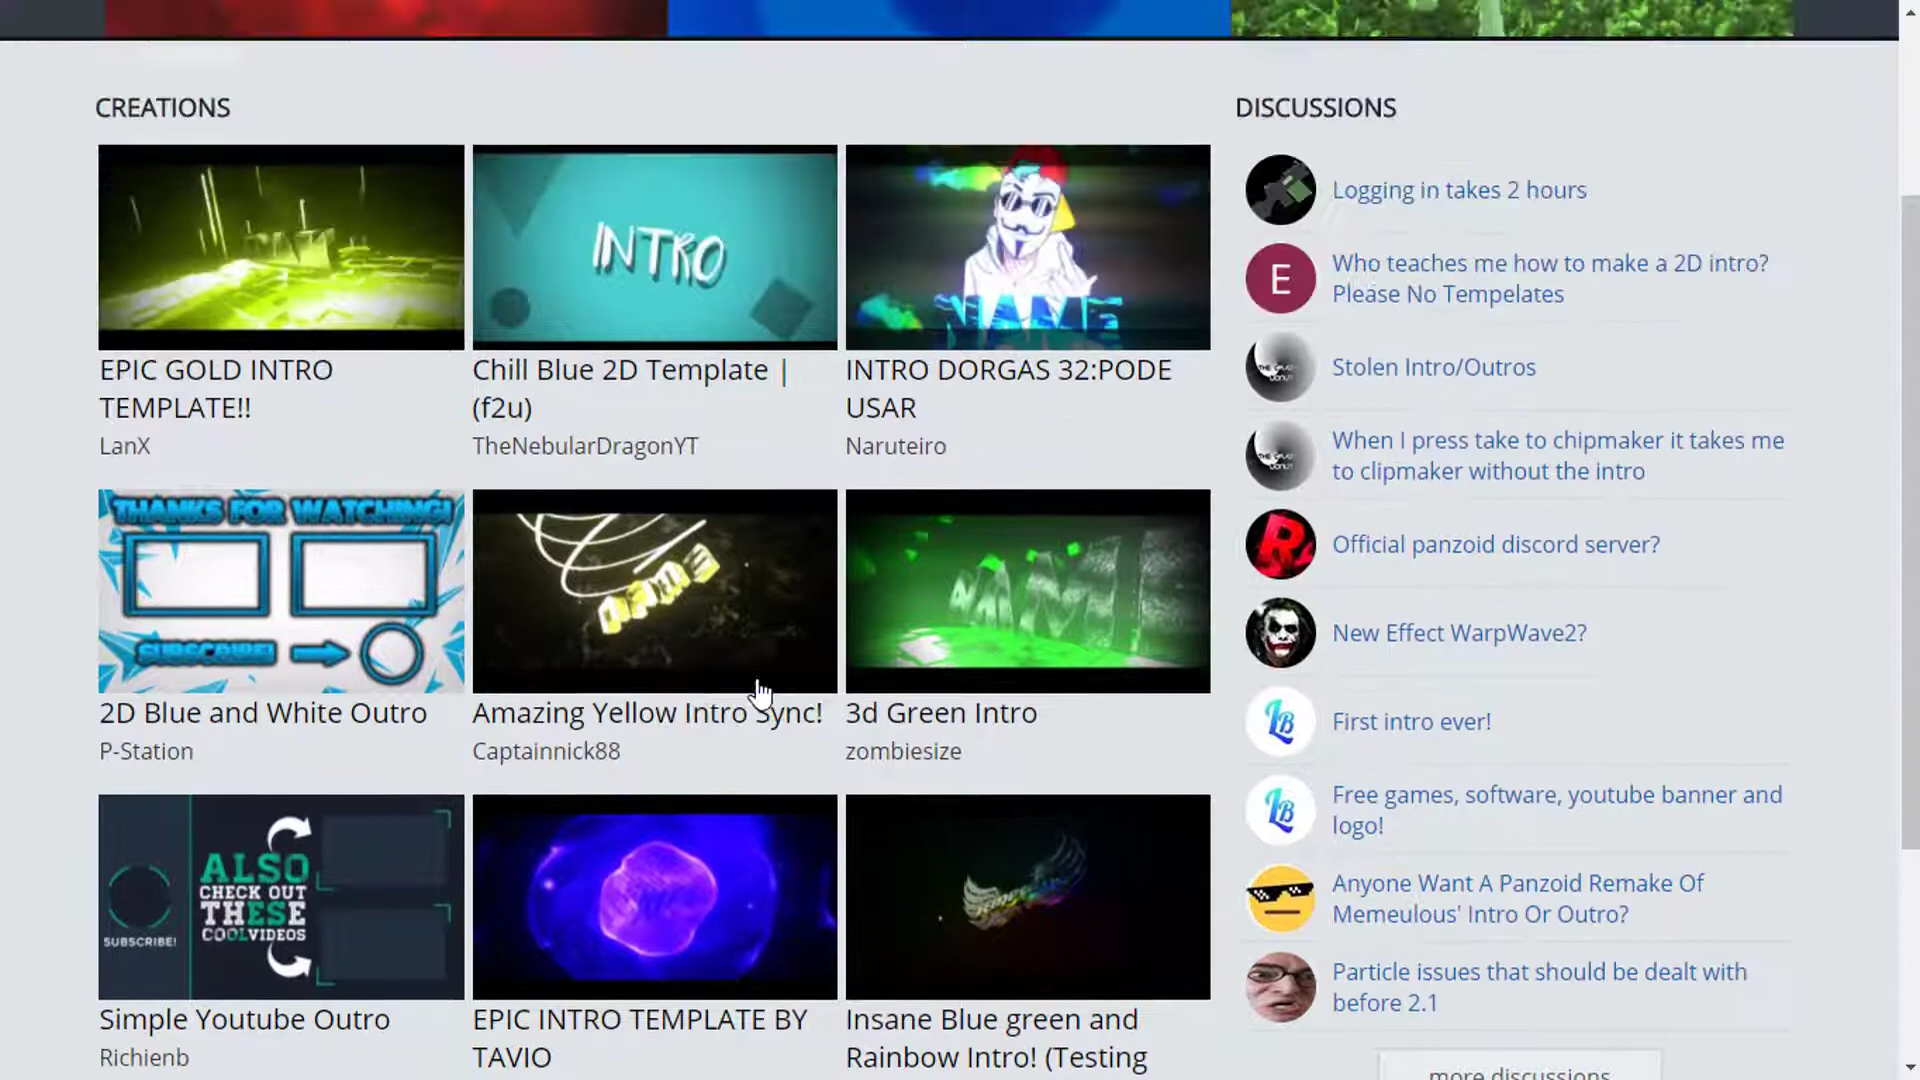 CREATIONS
DISCUSSIONS
INTRO
EPIC GOLD INTRO
TEMPLATE!!
LanX
Chill Blue 2D Template |
(f2u)
TheNebularDragonYT
INTRO DORGAS 32:PODE
USAR
Naruteiro
THANKS FOR WATCHING!
SUBSCRIBE!
2D Blue and White Outro
P-Station
Amazing Yellow Intro Sync!
Captainnick88
NAME
3d Green Intro
zombiesize
SUBSCRIBE!
ALSO
CHECK OUT
THESE
COOLVIDEOS
Simple Youtube Outro
Richienb
EPIC INTRO TEMPLATE BY
TAVIO
Insane Blue green and
Rainbow Intro! (Testing
Logging in takes 2 hours
E
Who teaches me how to make a 2D intro?
Please No Tempelates
Stolen Intro/Outros
When I press take to chipmaker it takes me
to clipmaker without the intro
R
Official panzoid discord server?
New Effect WarpWave2?
LB
First intro ever!
LB
Free games, software, youtube banner and
logo!
Anyone Want A Panzoid Remake Of
Memeulous' Intro Or Outro?
Particle issues that should be dealt with
before 2.1
more discussions